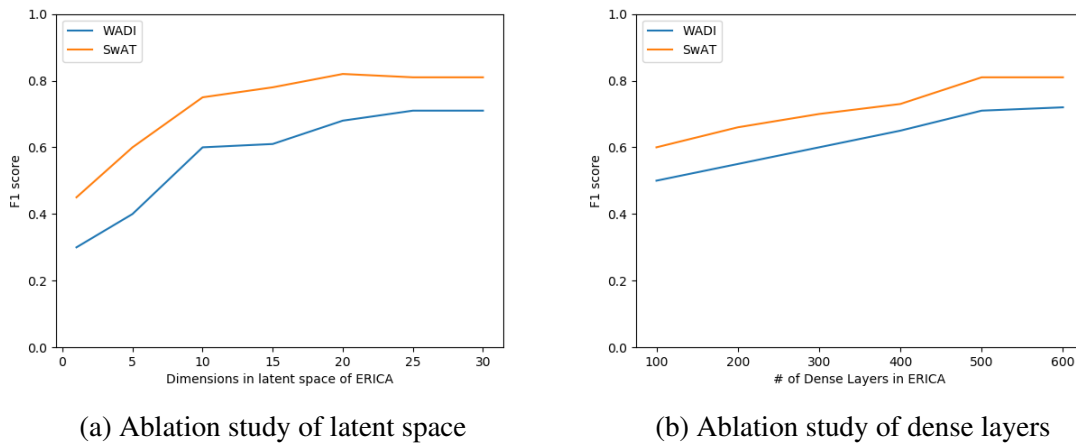 1.0
0.8
0.6
0.4
0.2
0.0
F1 score
WADI
SwAT
0 5 10 15 20 25 30
Dimensions in latent space of ERICA
(a) Ablation study of latent space
1.0
0.8
0.6
0.4
0.2
0.0
F1 score
WADI
SwAT
100 200 300 400 500 600
# of Dense Layers in ERICA
(b) Ablation study of dense layers